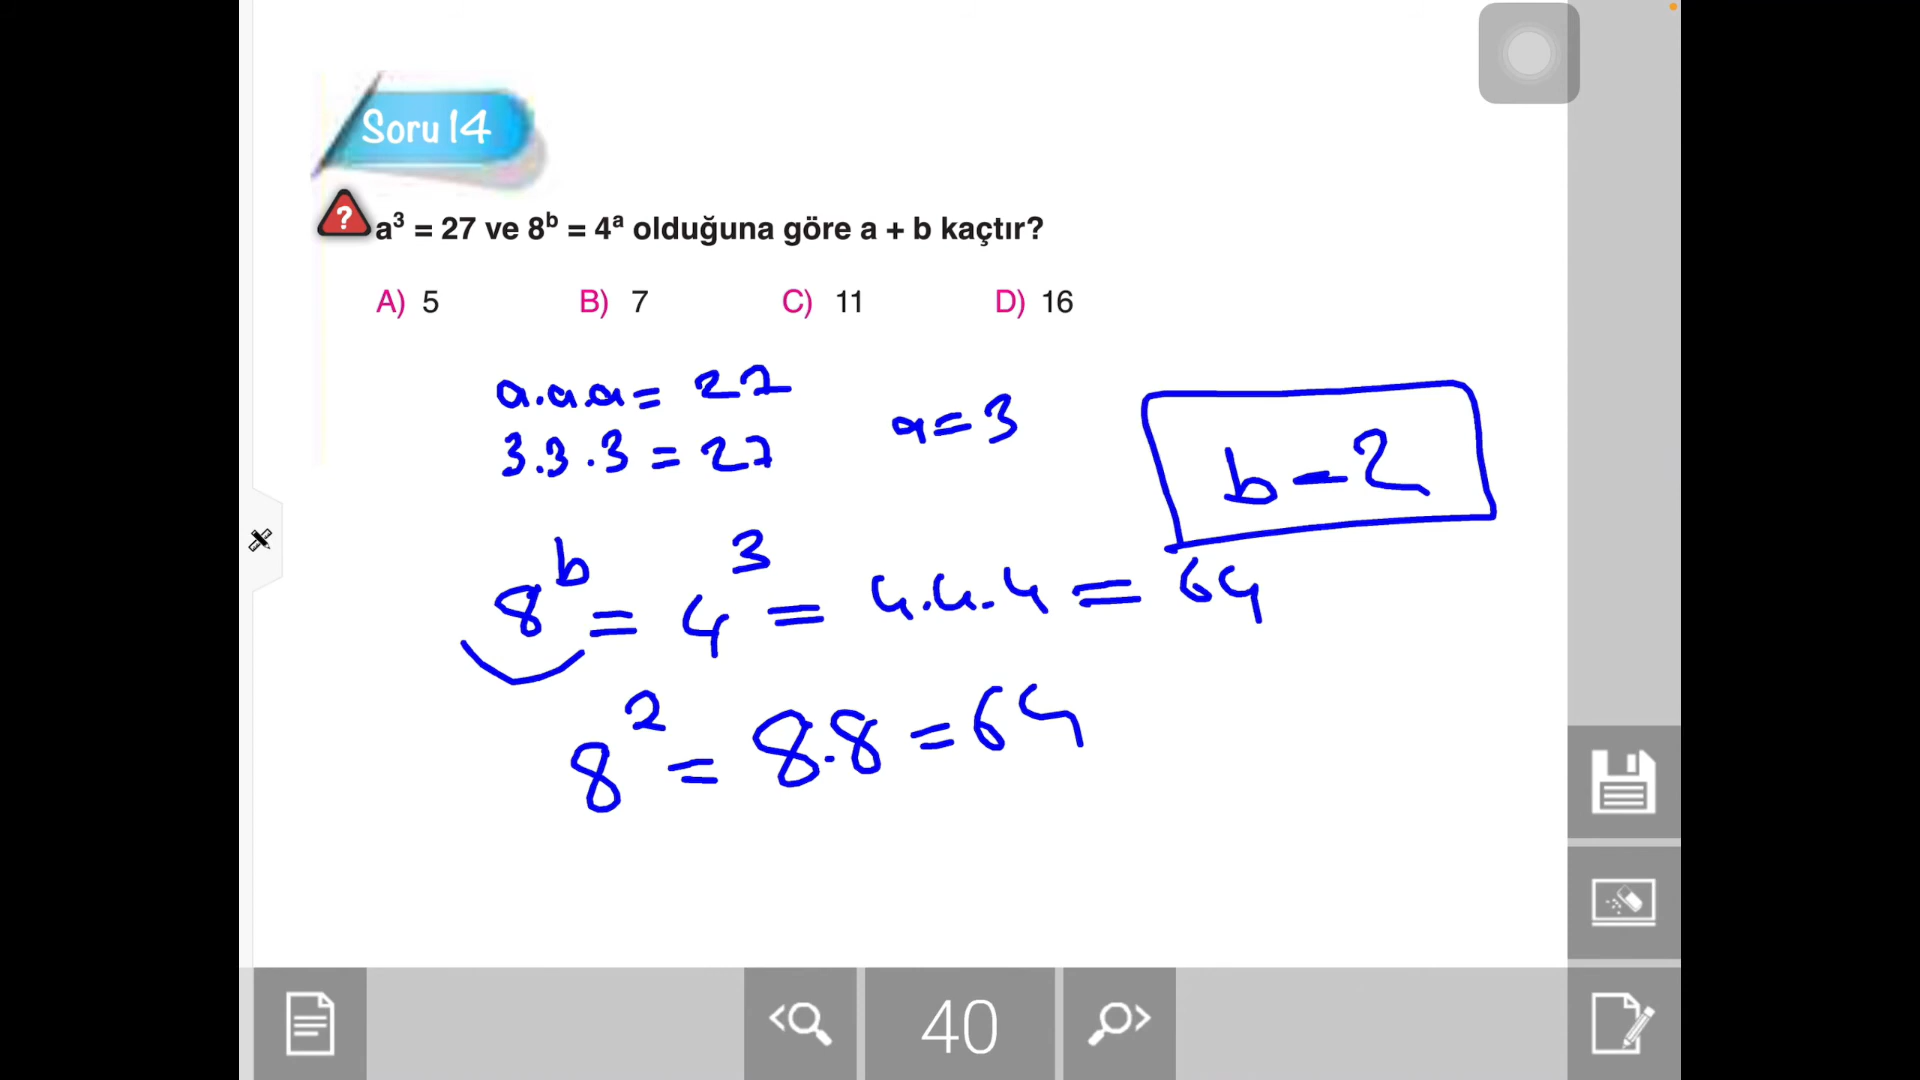 Soru 14
? a³ = 27 ve 8ᵇ = 4ᵃ olduğuna göre a + b kaçtır?
A) 5 B) 7 C) 11 D) 16
a.a.a = 27
3.3.3 = 27
a = 3
b = 2
8ᵇ = 4³ = 4.4.4 = 64
8² = 8.8 = 64
40